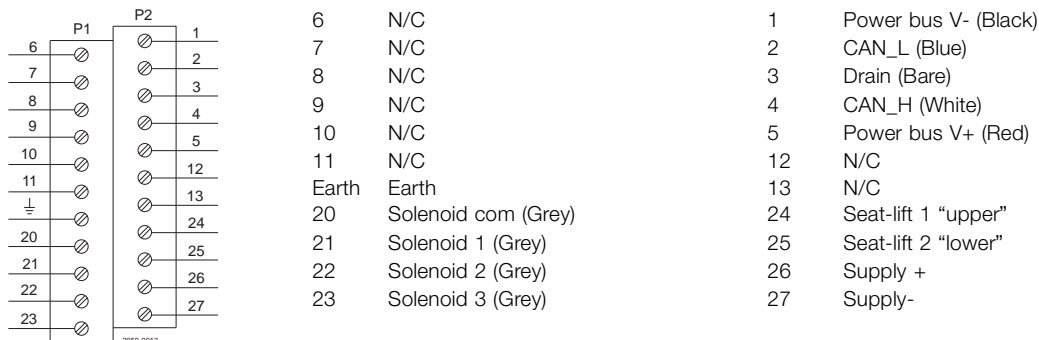 P1
P2
6
7
8
9
10
11
20
21
22
23
1
2
3
4
5
12
13
24
25
26
27
6 N/C
7 N/C
8 N/C
9 N/C
10 N/C
11 N/C
Earth Earth
20 Solenoid com (Grey)
21 Solenoid 1 (Grey)
22 Solenoid 2 (Grey)
23 Solenoid 3 (Grey)
1 Power bus V- (Black)
2 CAN_L (Blue)
3 Drain (Bare)
4 CAN_H (White)
5 Power bus V+ (Red)
12 N/C
13 N/C
24 Seat-lift 1 “upper”
25 Seat-lift 2 “lower”
26 Supply +
27 Supply-